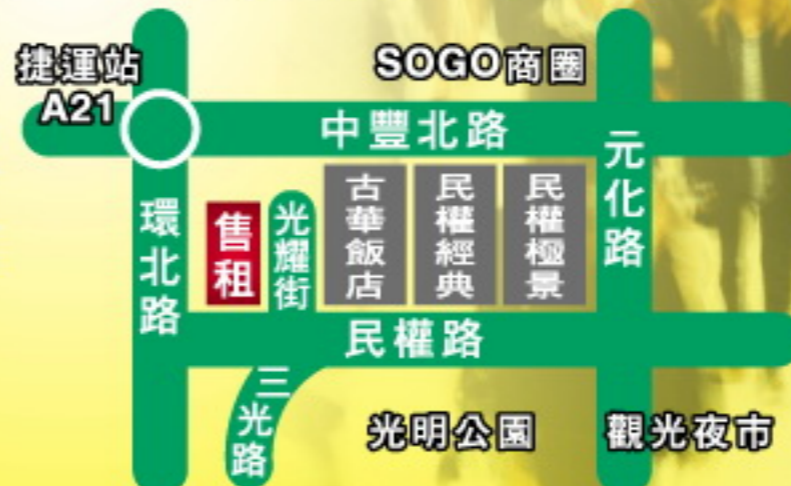 捷運站
A21
SOGO商圈
中豐北路
元化路
環北路
售租
光耀街
古華飯店
民權經典
民權極景
民權路
三光路
光明公園
觀光夜市